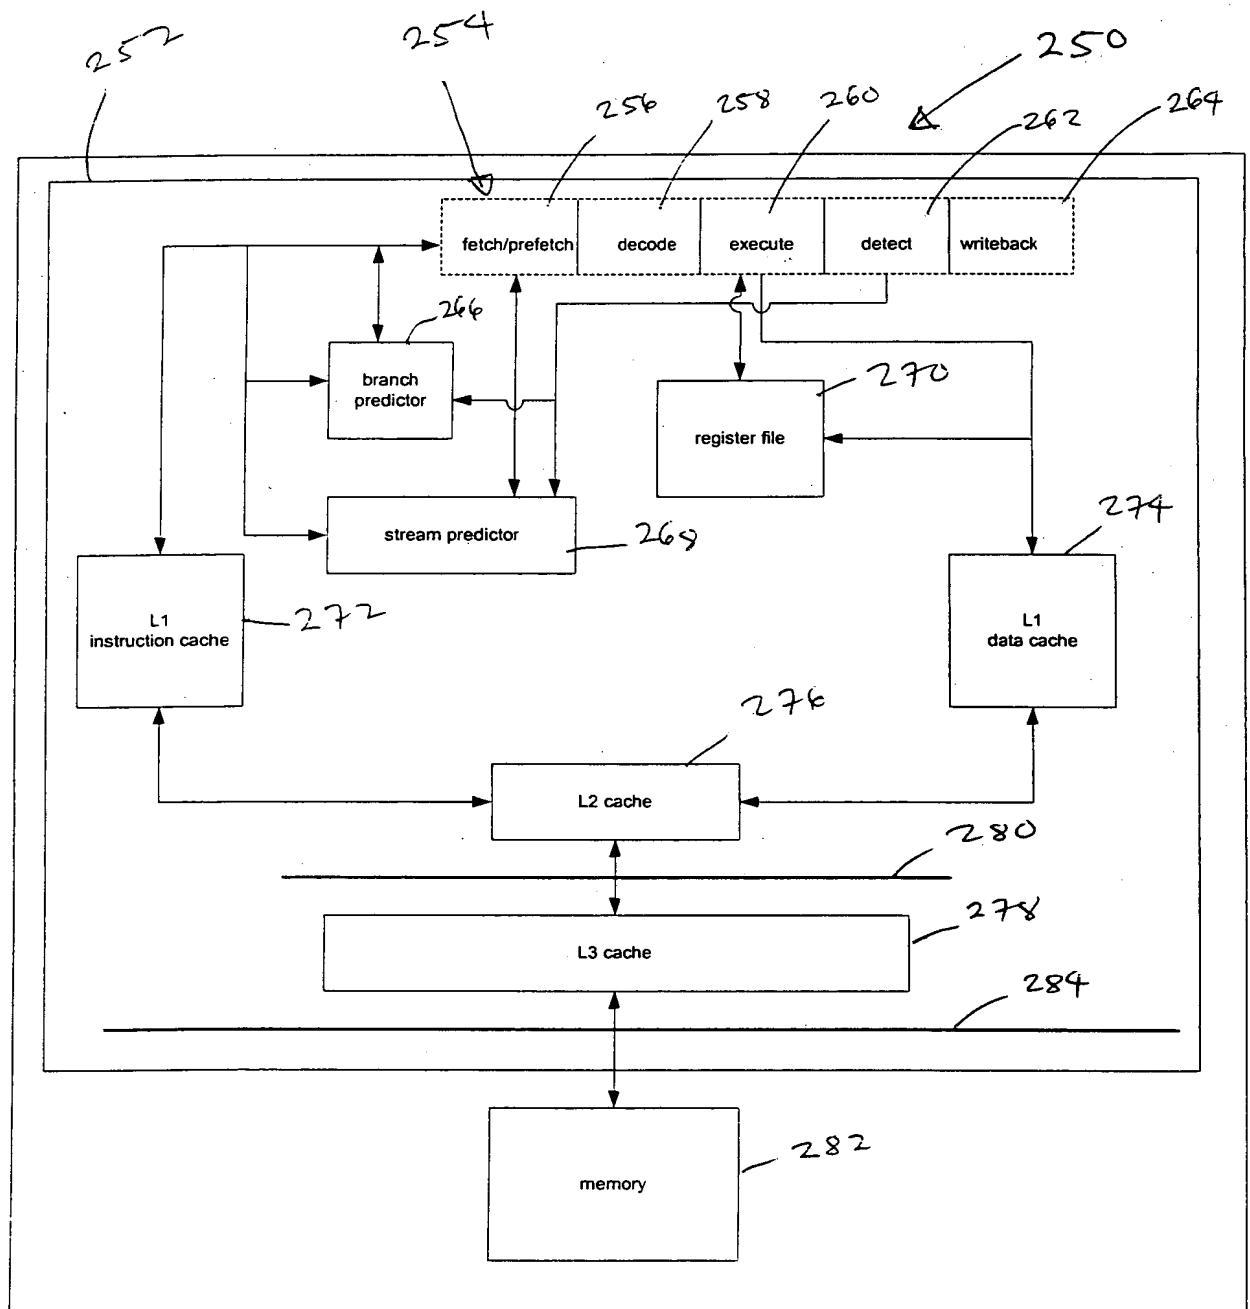 252
254
250
256
258
260
262
264
fetch/prefetch
decode
execute
detect
writeback
266
branch
predictor
270
register file
stream predictor
268
274
L1
instruction cache
272
L1
data cache
276
L2 cache
280
278
L3 cache
284
282
memory